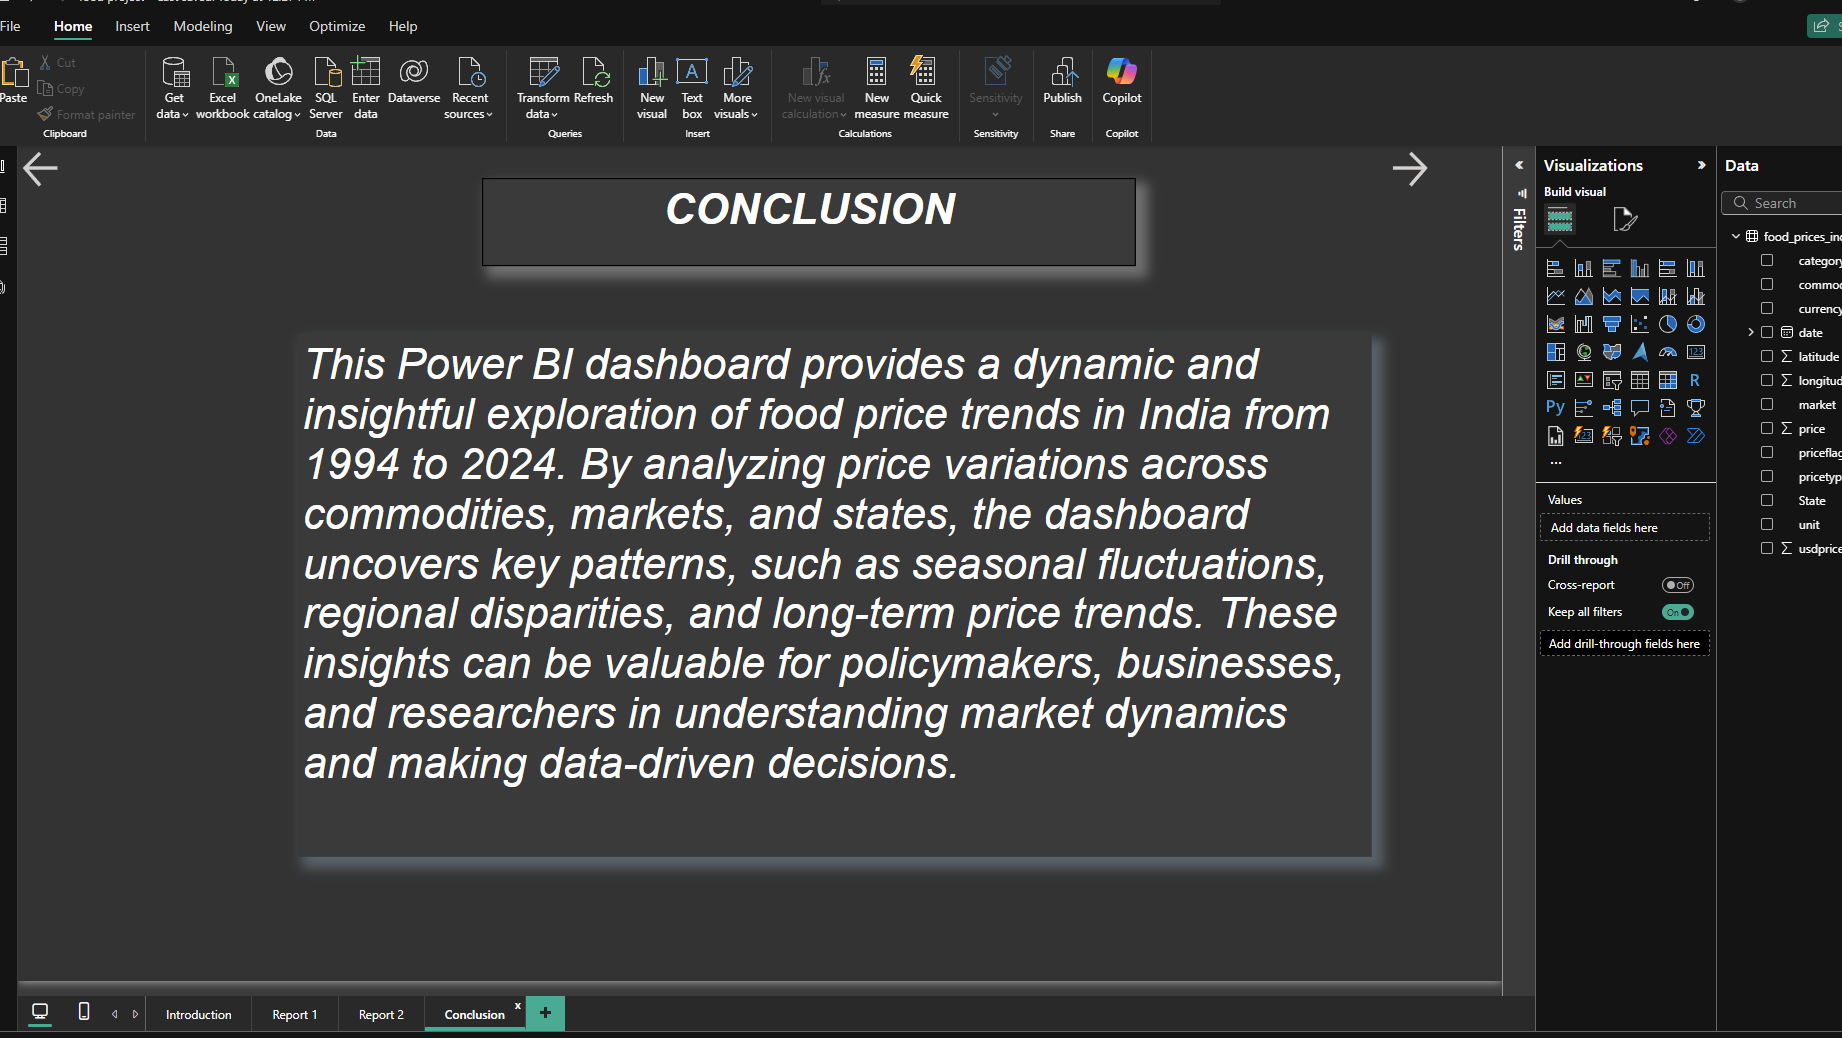 File Home Insert Modeling View Optimize Help
Paste
Cut
Copy
Format painter
Clipboard
Get data
Excel workbook
OneLake catalog
SQL Server
Enter data
Dataverse
Recent sources
Data
Transform data
Refresh
Queries
New visual
Text box
More visuals
Insert
New visual calculation
New measure
Quick measure
Calculations
Sensitivity
Sensitivity
Publish
Share
Copilot
Copilot
CONCLUSION
This Power BI dashboard provides a dynamic and
insightful exploration of food price trends in India from
1994 to 2024. By analyzing price variations across
commodities, markets, and states, the dashboard
uncovers key patterns, such as seasonal fluctuations,
regional disparities, and long-term price trends. These
insights can be valuable for policymakers, businesses,
and researchers in understanding market dynamics
and making data-driven decisions.
Filters
Visualizations
Build visual
123
R
Py
123
...
Values
Add data fields here
Drill through
Cross-report
Off
Keep all filters
On
Add drill-through fields here
Data
Search
food_prices_in
category
commo
currency
date
latitude
longitud
market
price
priceflag
pricetyp
State
unit
usdprice
Introduction Report 1 Report 2 Conclusion x +